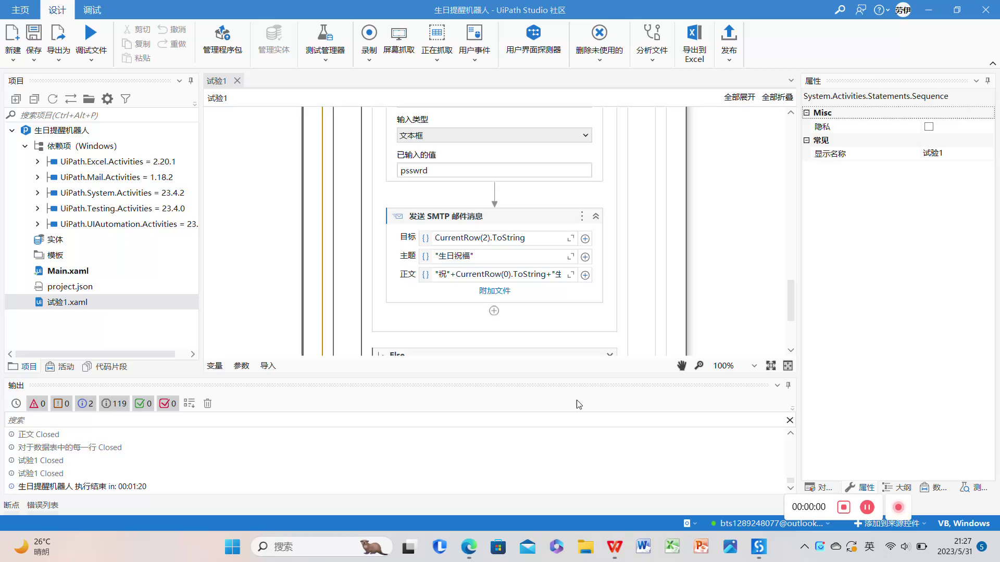 主页
设计
调试
生日提醒机器人 - UiPath Studio 社区
劳伊
新建
保存
导出为
调试文件
剪切
复制
粘贴
撤消
重做
管理程序包
管理实体
测试管理器
录制
屏幕抓取
正在抓取
用户事件
用户界面探测器
删除未使用的
分析文件
导出到
Excel
发布
项目
搜索项目(Ctrl+Alt+P)
生日提醒机器人
依赖项 (Windows)
UiPath.Excel.Activities = 2.20.1
UiPath.Mail.Activities = 1.18.2
UiPath.System.Activities = 23.4.2
UiPath.Testing.Activities = 23.4.0
UiPath.UIAutomation.Activities = 23.
实体
模板
Main.xaml
project.json
试验1.xaml
项目
活动
代码片段
试验1
试验1
全部展开
全部折叠
输入类型
文本框
已输入的值
psswrd
发送 SMTP 邮件消息
目标
CurrentRow(2).ToString
主题
"生日祝福"
正文
"祝"+CurrentRow(0).ToString+"生
附加文件
Else
变量
参数
导入
100%
属性
System.Activities.Statements.Sequence
Misc
隐私
常见
显示名称
试验1
对...
属性
大纲
数...
测...
输出
0
0
2
119
0
0
搜索
正文 Closed
对于数据表中的每一行 Closed
试验1 Closed
试验1 Closed
生日提醒机器人 执行结束 in: 00:01:20
断点
错误列表
00:00:00
bts1289248077@outlook...
添加到来源控件
VB, Windows
26°C
晴朗
搜索
英
21:27
2023/5/31
5